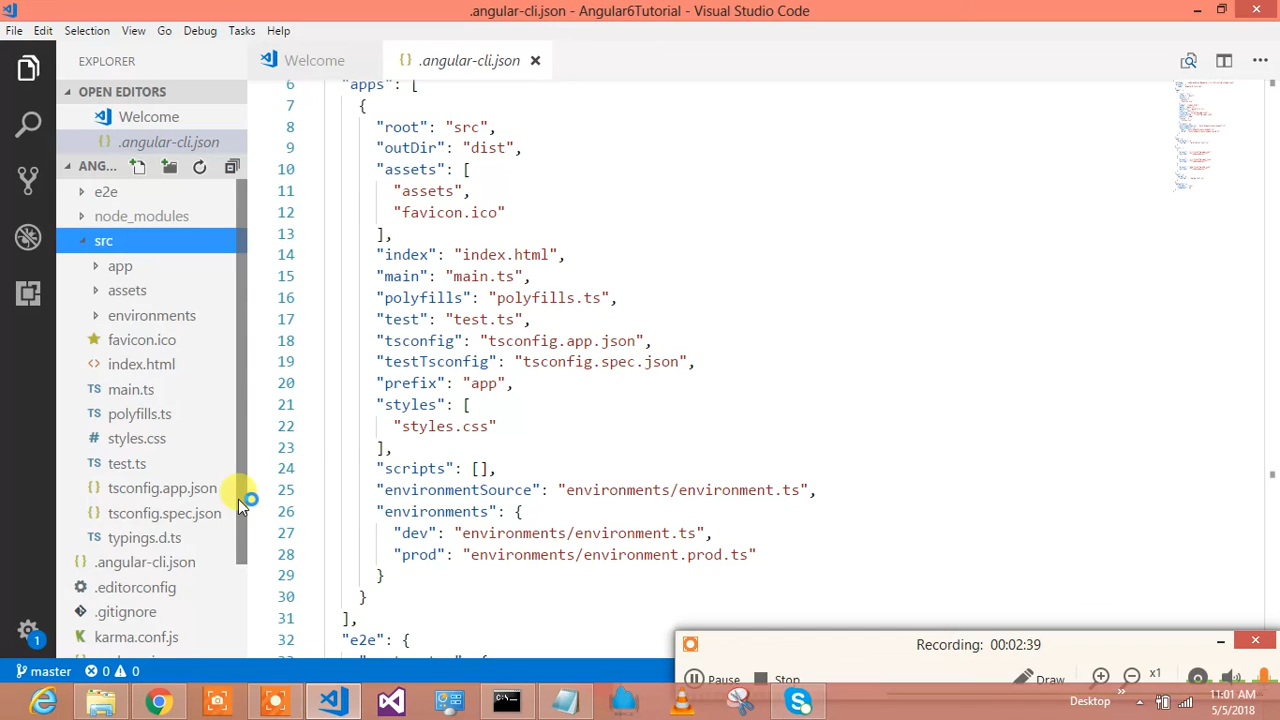 .angular-cli.json - Angular6Tutorial - Visual Studio Code
File Edit Selection View Go Debug Tasks Help
EXPLORER
Welcome
.angular-cli.json
OPEN EDITORS
Welcome
.angular-cli.json
ANG...
e2e
node_modules
src
app
assets
environments
favicon.ico
<> index.html
TS main.ts
TS polyfills.ts
# styles.css
TS test.ts
{} tsconfig.app.json
{} tsconfig.spec.json
TS typings.d.ts
{} .angular-cli.json
.editorconfig
.gitignore
karma.conf.js
6 "apps": [
7 {
8 "root": "src",
9 "outDir": "dist",
10 "assets": [
11 "assets",
12 "favicon.ico"
13 ],
14 "index": "index.html",
15 "main": "main.ts",
16 "polyfills": "polyfills.ts",
17 "test": "test.ts",
18 "tsconfig": "tsconfig.app.json",
19 "testTsconfig": "tsconfig.spec.json",
20 "prefix": "app",
21 "styles": [
22 "styles.css"
23 ],
24 "scripts": [],
25 "environmentSource": "environments/environment.ts",
26 "environments": {
27 "dev": "environments/environment.ts",
28 "prod": "environments/environment.prod.ts"
29 }
30 }
31 ],
32 "e2e": {
1
master 0 0
Recording: 00:02:39
Pause Stop Draw x1
Desktop
11:01 AM
5/5/2018